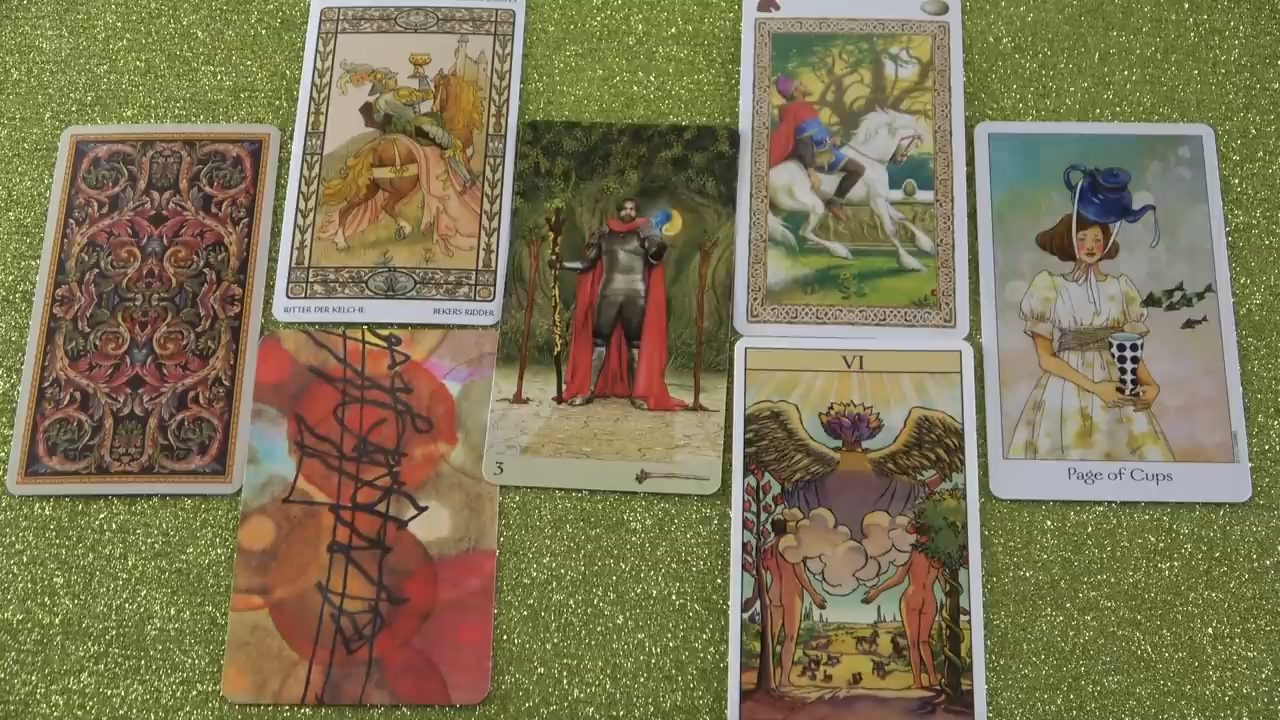 RITTER DER KELCHE
BEKERS RIDDER
3
VI
Page of Cups